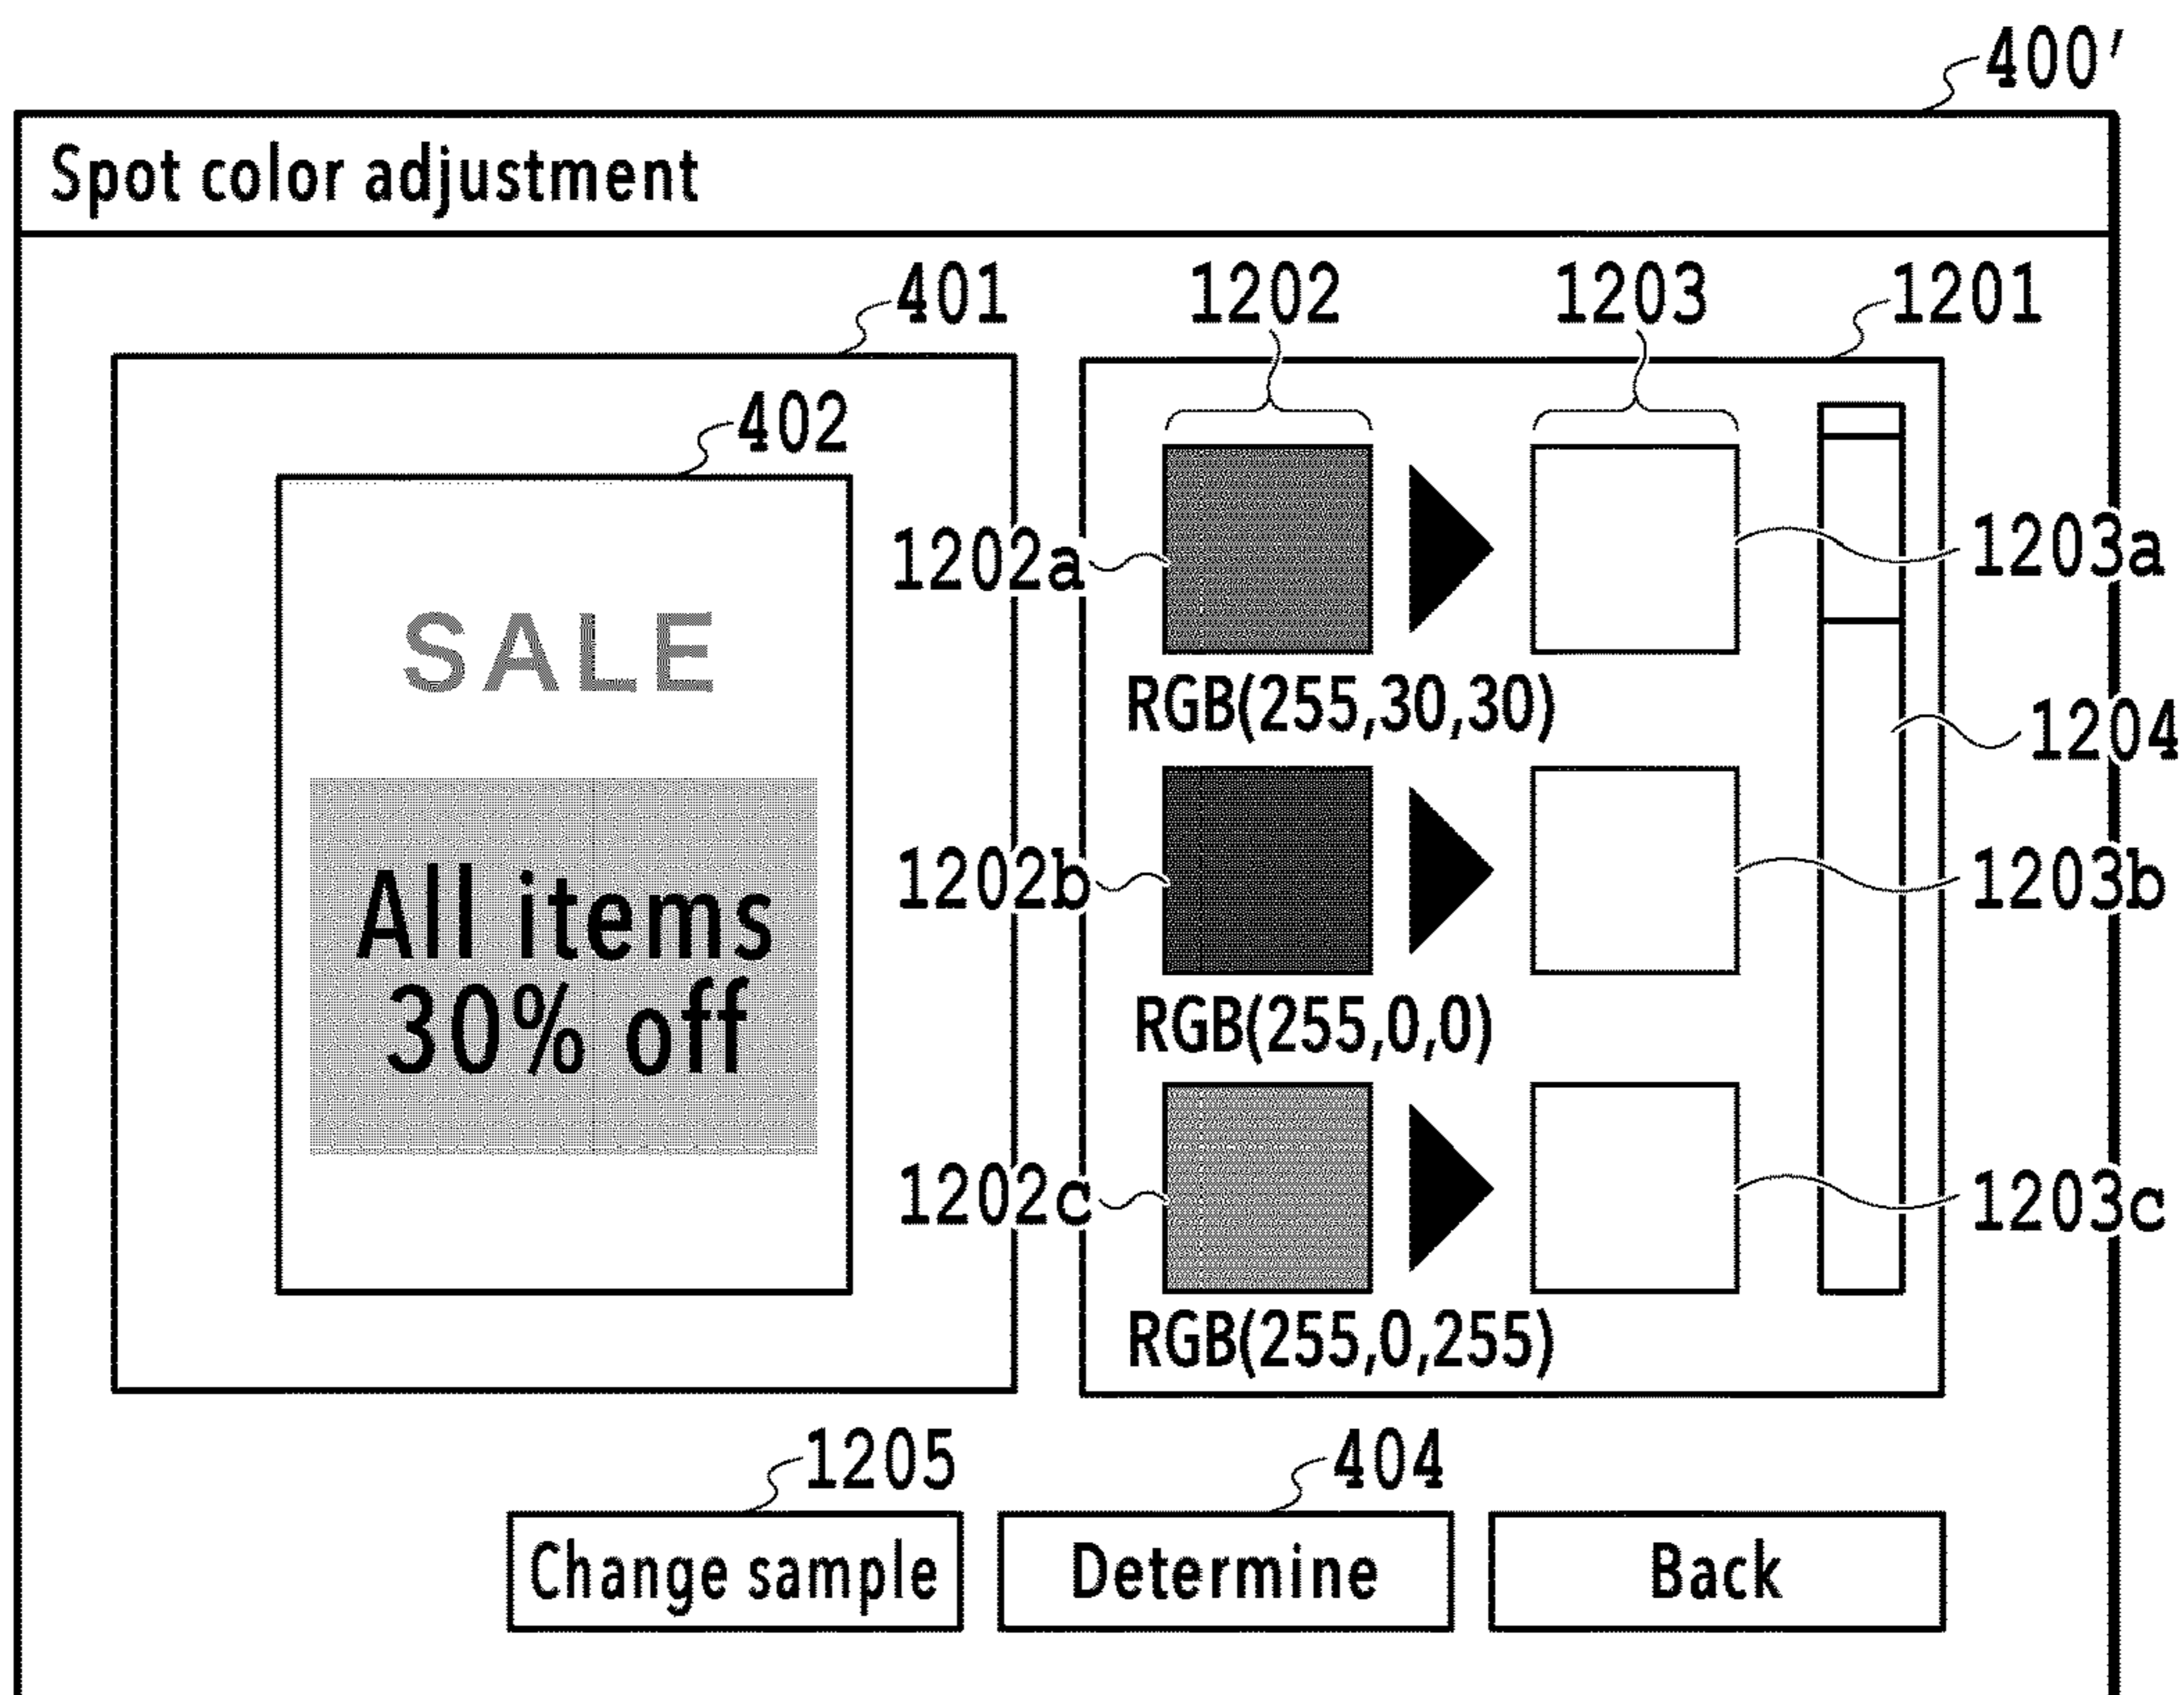 400'
Spot color adjustment
401
1202
1203
1201
402
SALE
All items
30% off
1202a
1203a
RGB(255,30,30)
1204
1202b
1203b
RGB(255,0,0)
1202c
1203c
RGB(255,0,255)
1205
404
Change sample
Determine
Back